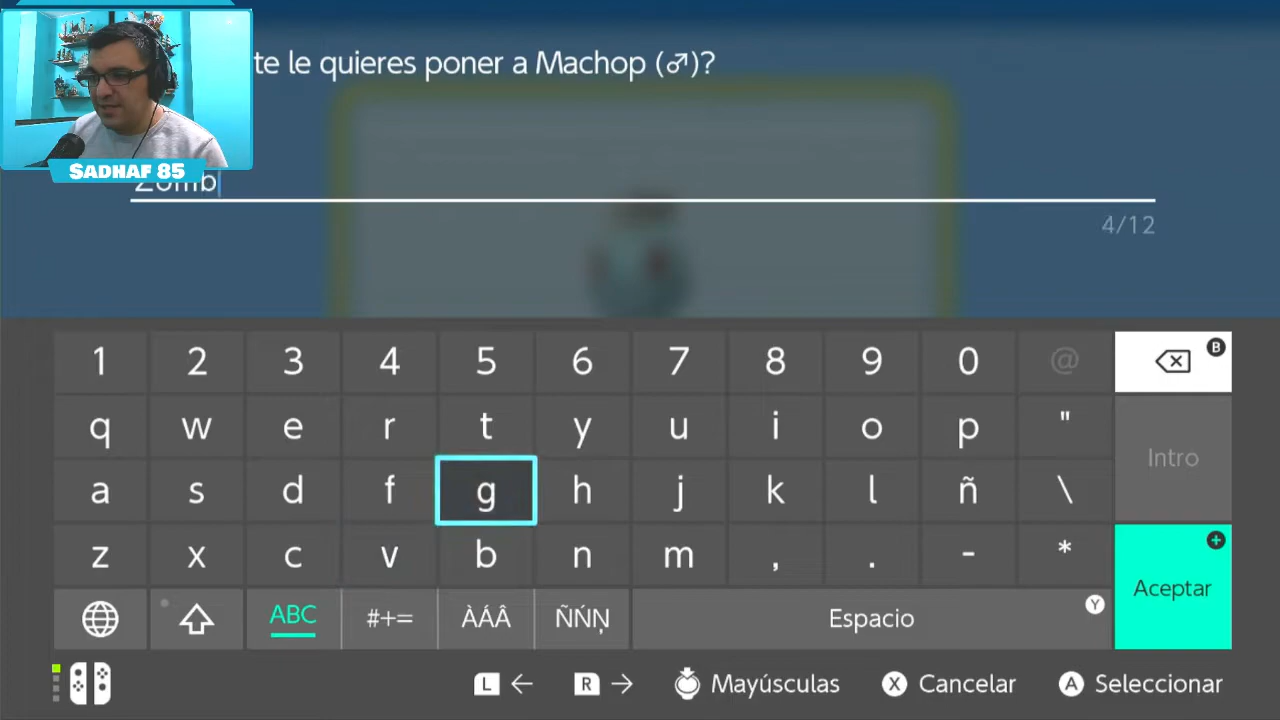 te le quieres poner a Machop (♂)?
SADHAF 85
Zomb
4/12
1 2 3 4 5 6 7 8 9 0 @ B
q w e r t y u i o p " Intro
a s d f g h j k l ñ \
z x c v b n m , . - * + Aceptar
ABC #+= ÀÁÂ ÑŃŅ Espacio Y
L ← R → Mayúsculas X Cancelar A Seleccionar